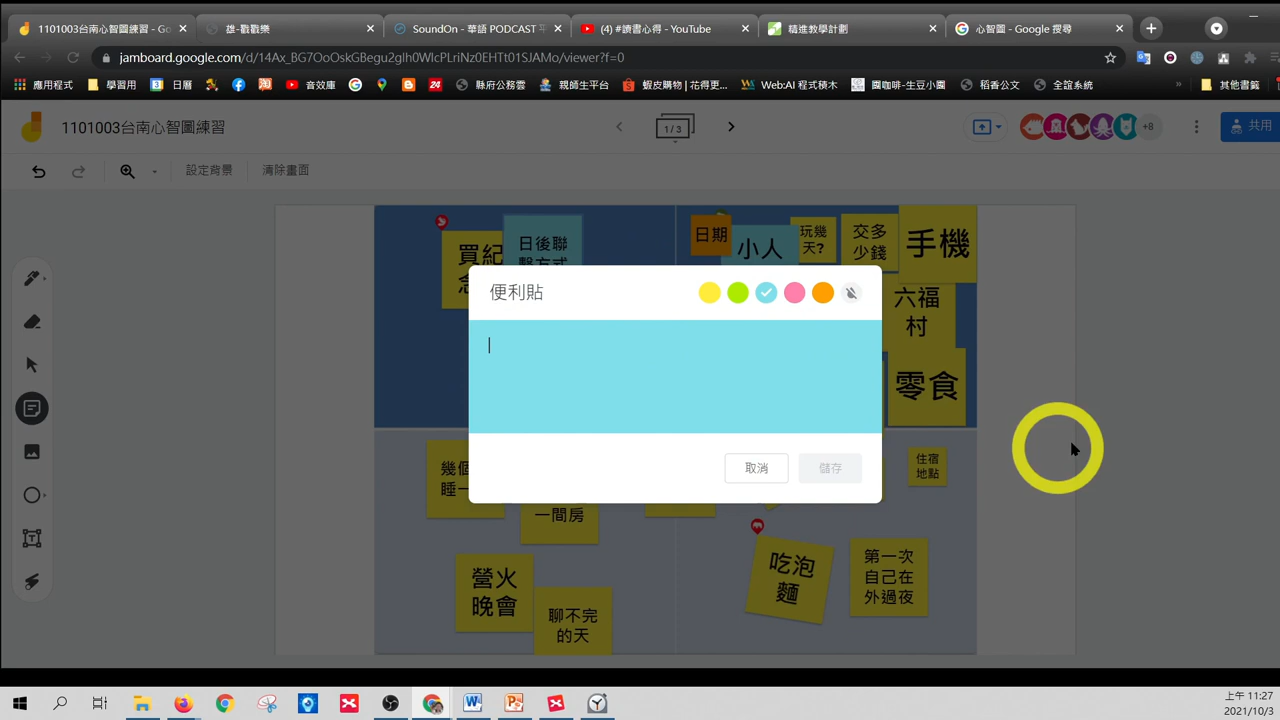 1101003台南心智圖練習 - Go
雄-戳戳樂
SoundOn - 華語 PODCAST 平
(4) #讀書心得 - YouTube
精進教學計劃
心智圖 - Google 搜尋
jamboard.google.com/d/14Ax_BG7OoOskGBegu2glh0WIcPLriNz0EHTt01SJAMo/viewer?f=0
應用程式
學習用
日曆
音效庫
縣府公務雲
親師生平台
蝦皮購物 | 花得更...
Web:AI 程式積木
團咖啡-生豆小團
稻香公文
全誼系統
»
其他書籤
1101003台南心智圖練習
1 / 3
+8
共用
設定背景
清除畫面
買紀
日後聯
日期
小人
玩幾
天?
交多
少錢
手機
六福
村
零食
便利貼
取消
儲存
幾個
睡一
一間房
住宿
地點
營火
晚會
聊不完
的天
吃泡
麵
第一次
自己在
外過夜
上午 11:27
2021/10/3